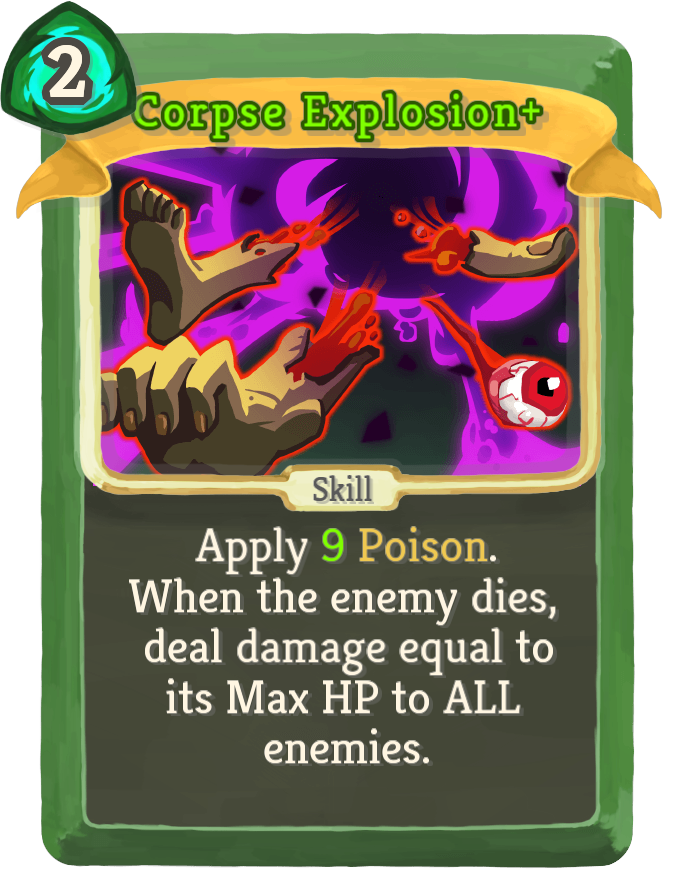 2
Corpse Explosion+
Skill
Apply 9 Poison.
When the enemy dies,
deal damage equal to
its Max HP to ALL
enemies.